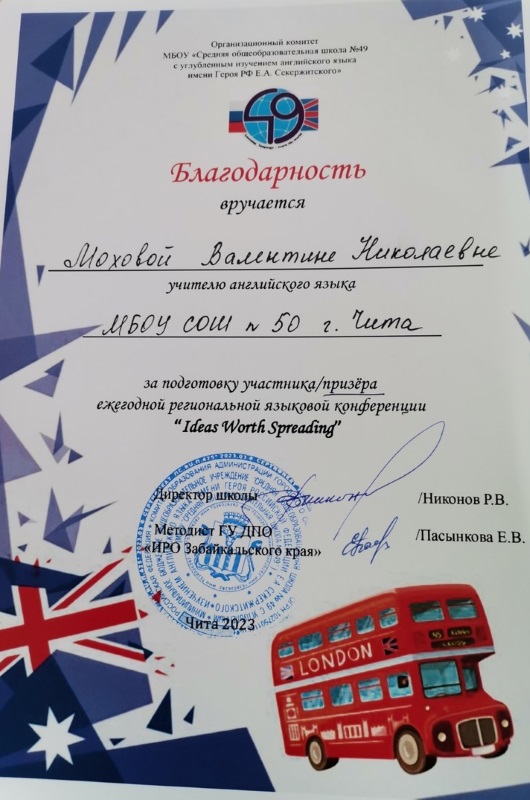 Организационный комитет
МБОУ «Средняя общеобразовательная школа №49
с углубленным изучением английского языка
имени Героя РФ Е.А. Секержитского»
49
Благодарность
вручается
Моховой Валентине Николаевне
учителю английского языка
МБОУ СОШ № 50 г. Чита
за подготовку участника/призёра
ежегодной региональной языковой конференции
“Ideas Worth Spreading”
Директор школы /Никонов Р.В.
Методист ГУ ДПО
«ИРО Забайкальского края» /Пасынкова Е.В.
Чита 2023
LONDON